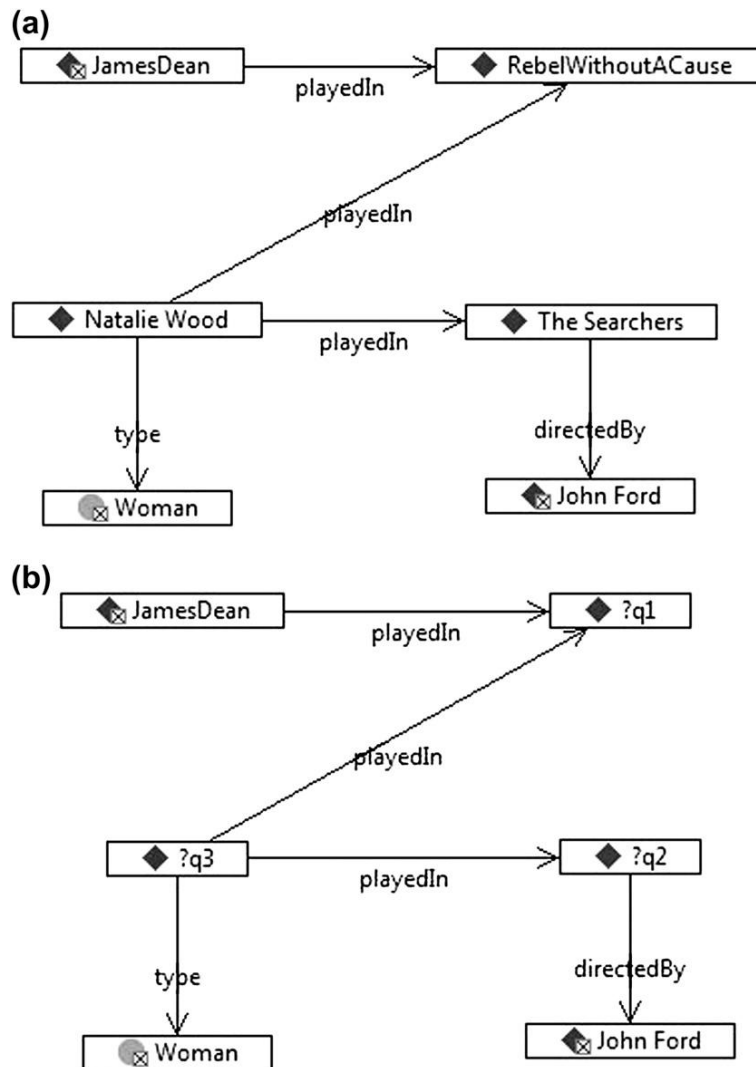 (a)
JamesDean
playedIn
RebelWithoutACause
playedIn
Natalie Wood
playedIn
The Searchers
type
directedBy
Woman
John Ford
(b)
JamesDean
playedIn
?q1
playedIn
?q3
playedIn
?q2
type
directedBy
Woman
John Ford